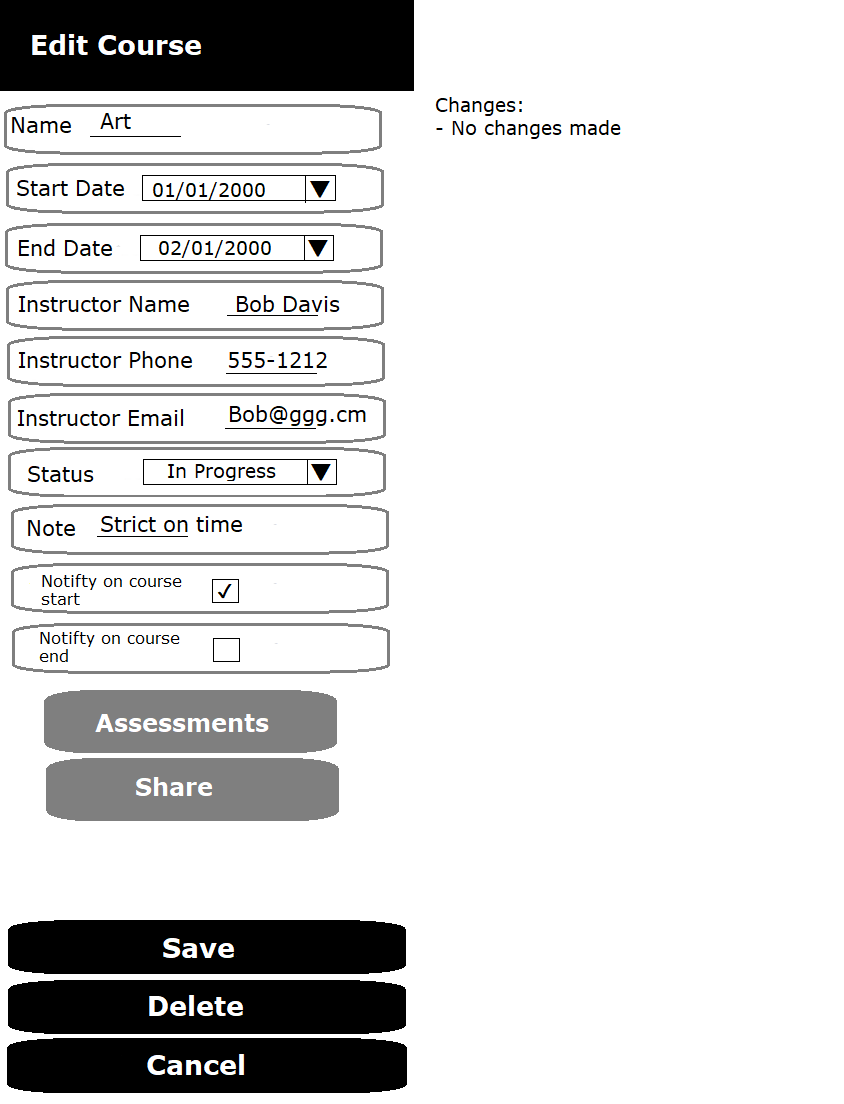 Edit Course
Changes:
- No changes made
Name Art
Start Date 01/01/2000
End Date 02/01/2000
Instructor Name Bob Davis
Instructor Phone 555-1212
Instructor Email Bob@ggg.cm
Status In Progress
Note Strict on time
Notifty on course
start
Notifty on course
end
Assessments
Share
Save
Delete
Cancel